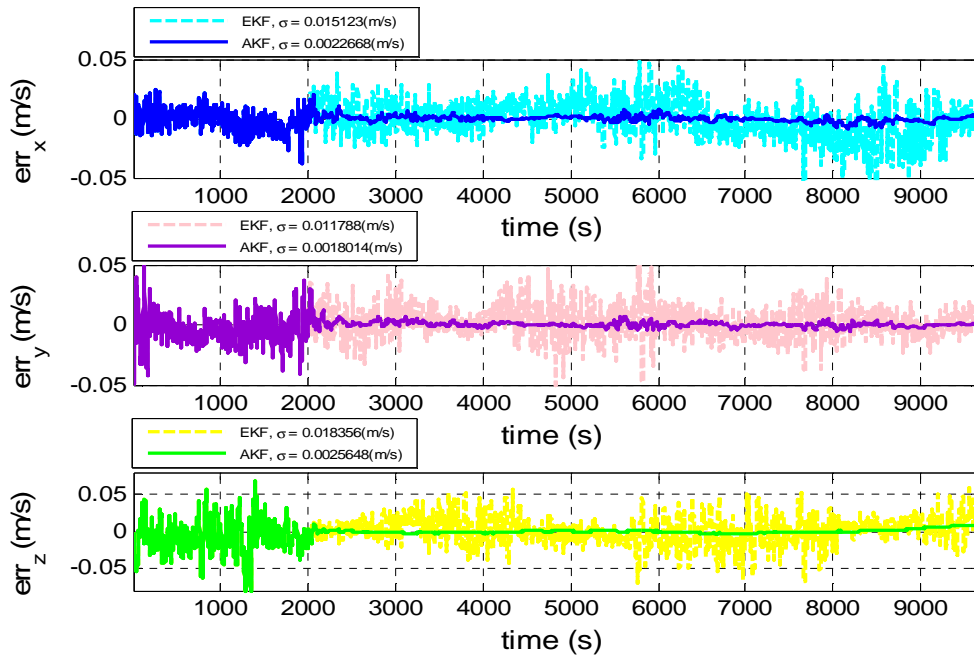 EKF, σ = 0.015123(m/s)
AKF, σ = 0.0022668(m/s)
0.05
0
-0.05
err_x (m/s)
1000 2000 3000 4000 5000 6000 7000 8000 9000
time (s)
EKF, σ = 0.011788(m/s)
AKF, σ = 0.0018014(m/s)
0.05
0
-0.05
err_y (m/s)
1000 2000 3000 4000 5000 6000 7000 8000 9000
time (s)
EKF, σ = 0.018356(m/s)
AKF, σ = 0.0025648(m/s)
0.05
0
-0.05
err_z (m/s)
1000 2000 3000 4000 5000 6000 7000 8000 9000
time (s)